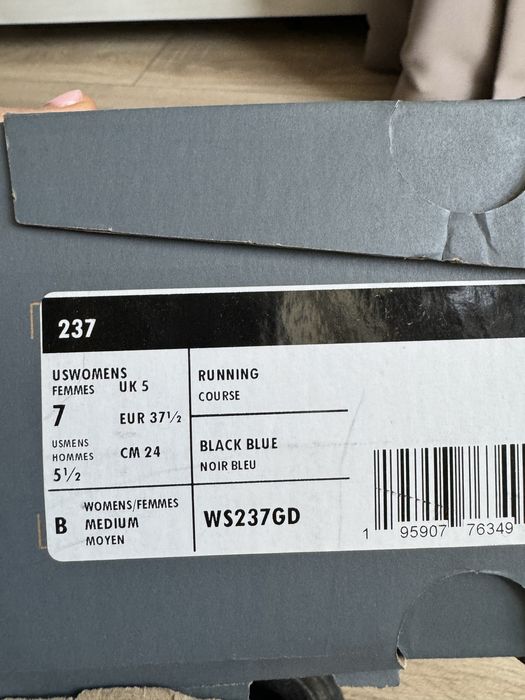 237
USWOMENS
FEMMES
7
UK 5
EUR 37½
USMENS
HOMMES
5½
CM 24
RUNNING
COURSE
BLACK BLUE
NOIR BLEU
B
WOMENS/FEMMES
MEDIUM
MOYEN
WS237GD
1 95907 76349